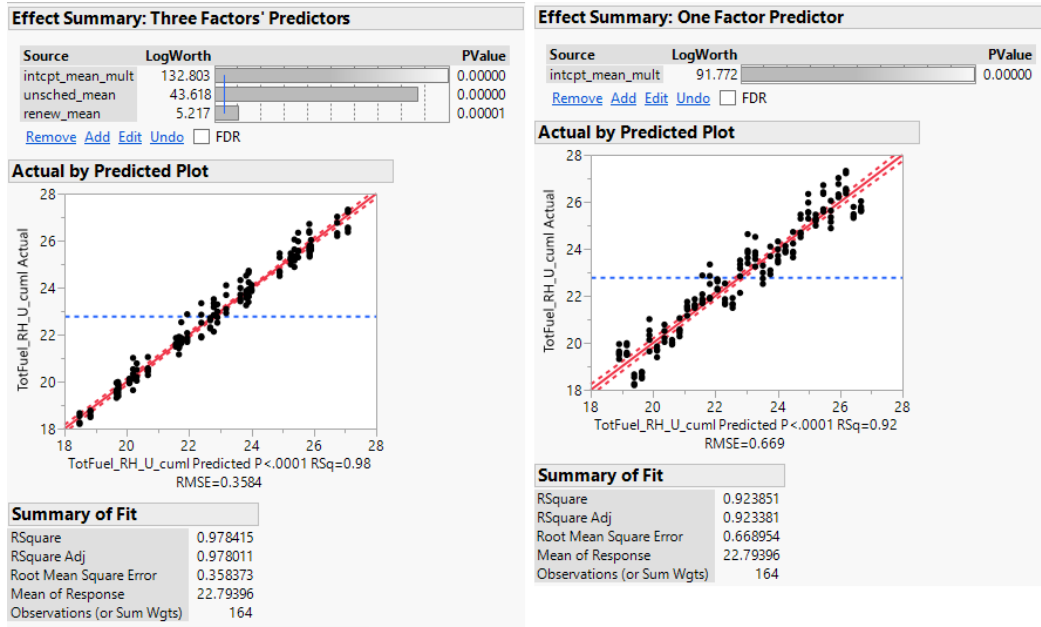 Effect Summary: Three Factors' Predictors
Source LogWorth PValue
intcpt_mean_mult 132.803 0.00000
unsched_mean 43.618 0.00000
renew_mean 5.217 0.00001
Remove Add Edit Undo FDR
Actual by Predicted Plot
TotFuel_RH_U_cuml Actual
28
26
24
22
20
18
18 20 22 24 26 28
TotFuel_RH_U_cuml Predicted P<.0001 RSq=0.98
RMSE=0.3584
Summary of Fit
RSquare 0.978415
RSquare Adj 0.978011
Root Mean Square Error 0.358373
Mean of Response 22.79396
Observations (or Sum Wgts) 164
Effect Summary: One Factor Predictor
Source LogWorth PValue
intcpt_mean_mult 91.772 0.00000
Remove Add Edit Undo FDR
Actual by Predicted Plot
TotFuel_RH_U_cuml Actual
28
26
24
22
20
18
18 20 22 24 26 28
TotFuel_RH_U_cuml Predicted P<.0001 RSq=0.92
RMSE=0.669
Summary of Fit
RSquare 0.923851
RSquare Adj 0.923381
Root Mean Square Error 0.668954
Mean of Response 22.79396
Observations (or Sum Wgts) 164